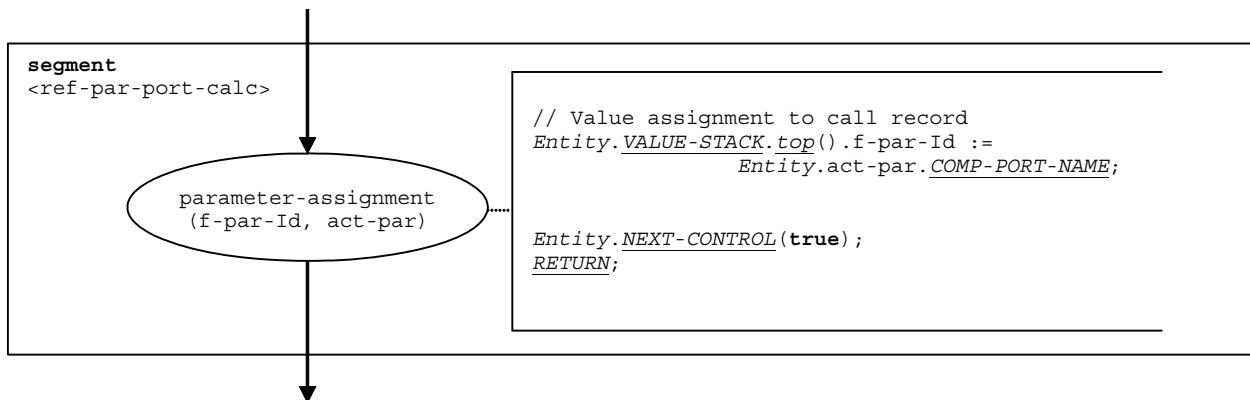 segment
<ref-par-port-calc>
// Value assignment to call record
Entity.VALUE-STACK.top().f-par-Id :=
Entity.act-par.COMP-PORT-NAME;
parameter-assignment
(f-par-Id, act-par)
Entity.NEXT-CONTROL(true);
RETURN;